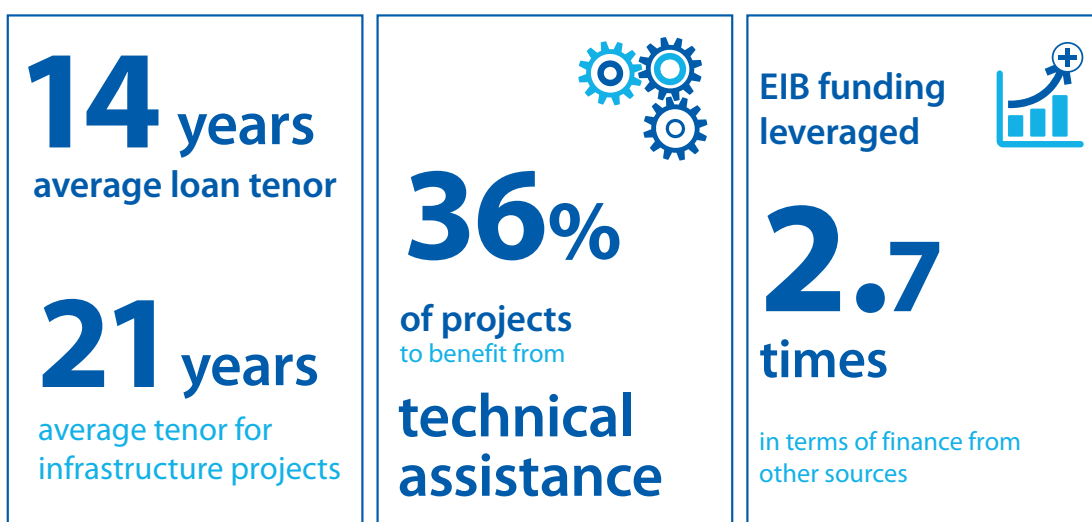 14 years
average loan tenor
21 years
average tenor for
infrastructure projects
36%
of projects
to benefit from
technical
assistance
EIB funding
leveraged
2.7
times
in terms of finance from
other sources